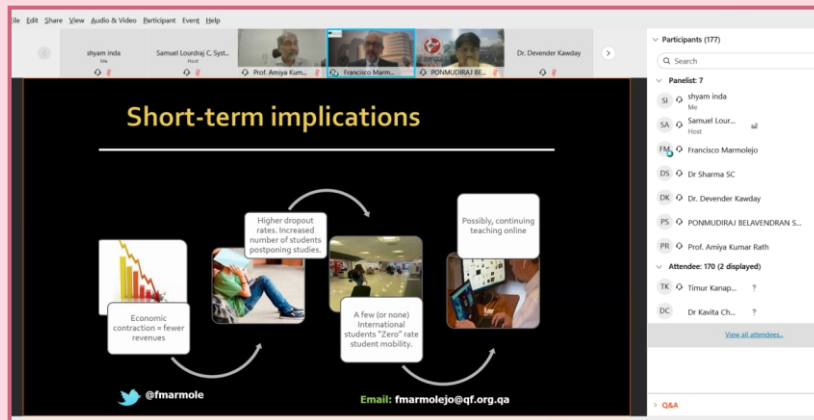 File Edit Share View Audio & Video Participant Event Help
shyam inda
Me
Samuel Lourdraj C, Syst...
Host
Prof. Amiya Kum...
Francisco Marm...
PONMUDIRAJ BE...
Dr. Devender Kawday
Short-term implications
Economic
contraction = fewer
revenues
Higher dropout
rates. Increased
number of students
postponing studies.
A few (or none)
International
students "Zero" rate
student mobility.
Possibly, continuing
teaching online
@fmarmole
Email: fmarmolejo@qf.org.qa
Participants (177)
Search
Panelist: 7
SI shyam inda
Me
SA Samuel Lour...
Host
FM Francisco Marmolejo
DS Dr Sharma SC
DK Dr. Devender Kawday
PS PONMUDIRAJ BELAVENDRAN S...
PR Prof. Amiya Kumar Rath
Attendee: 170 (2 displayed)
TK Timur Kanap... ?
DC Dr Kavita Ch... ?
View all attendees...
Q&A